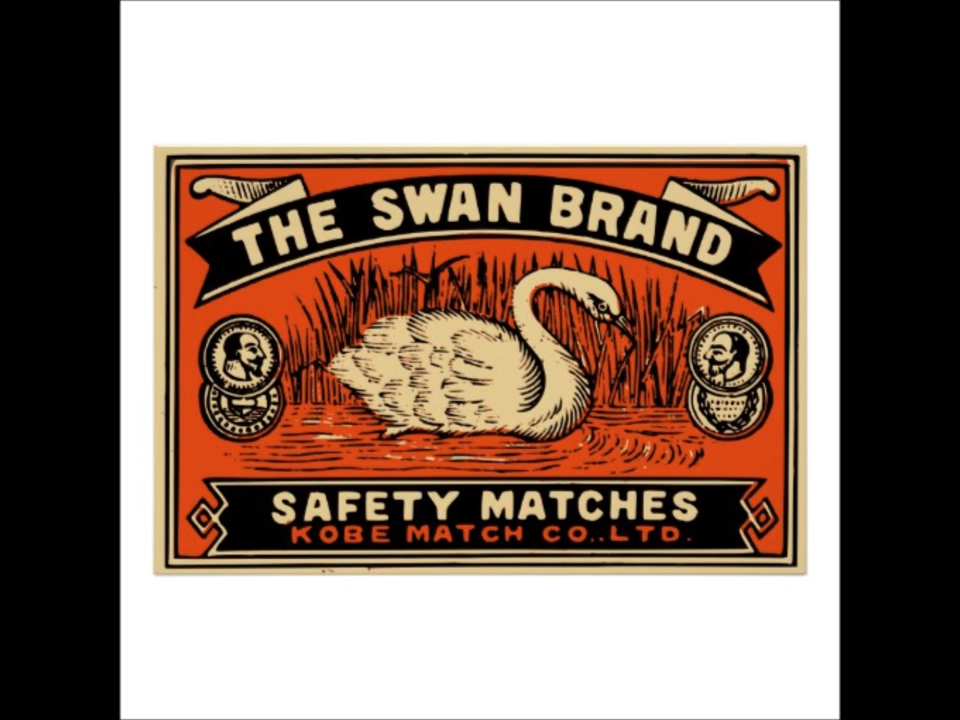 THE SWAN BRAND
SAFETY MATCHES
KOBE MATCH CO.,LTD.